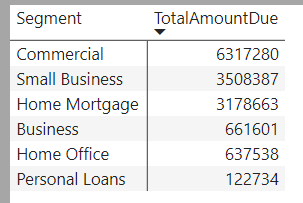 Segment TotalAmountDue
Commercial 6317280
Small Business 3508387
Home Mortgage 3178663
Business 661601
Home Office 637538
Personal Loans 122734